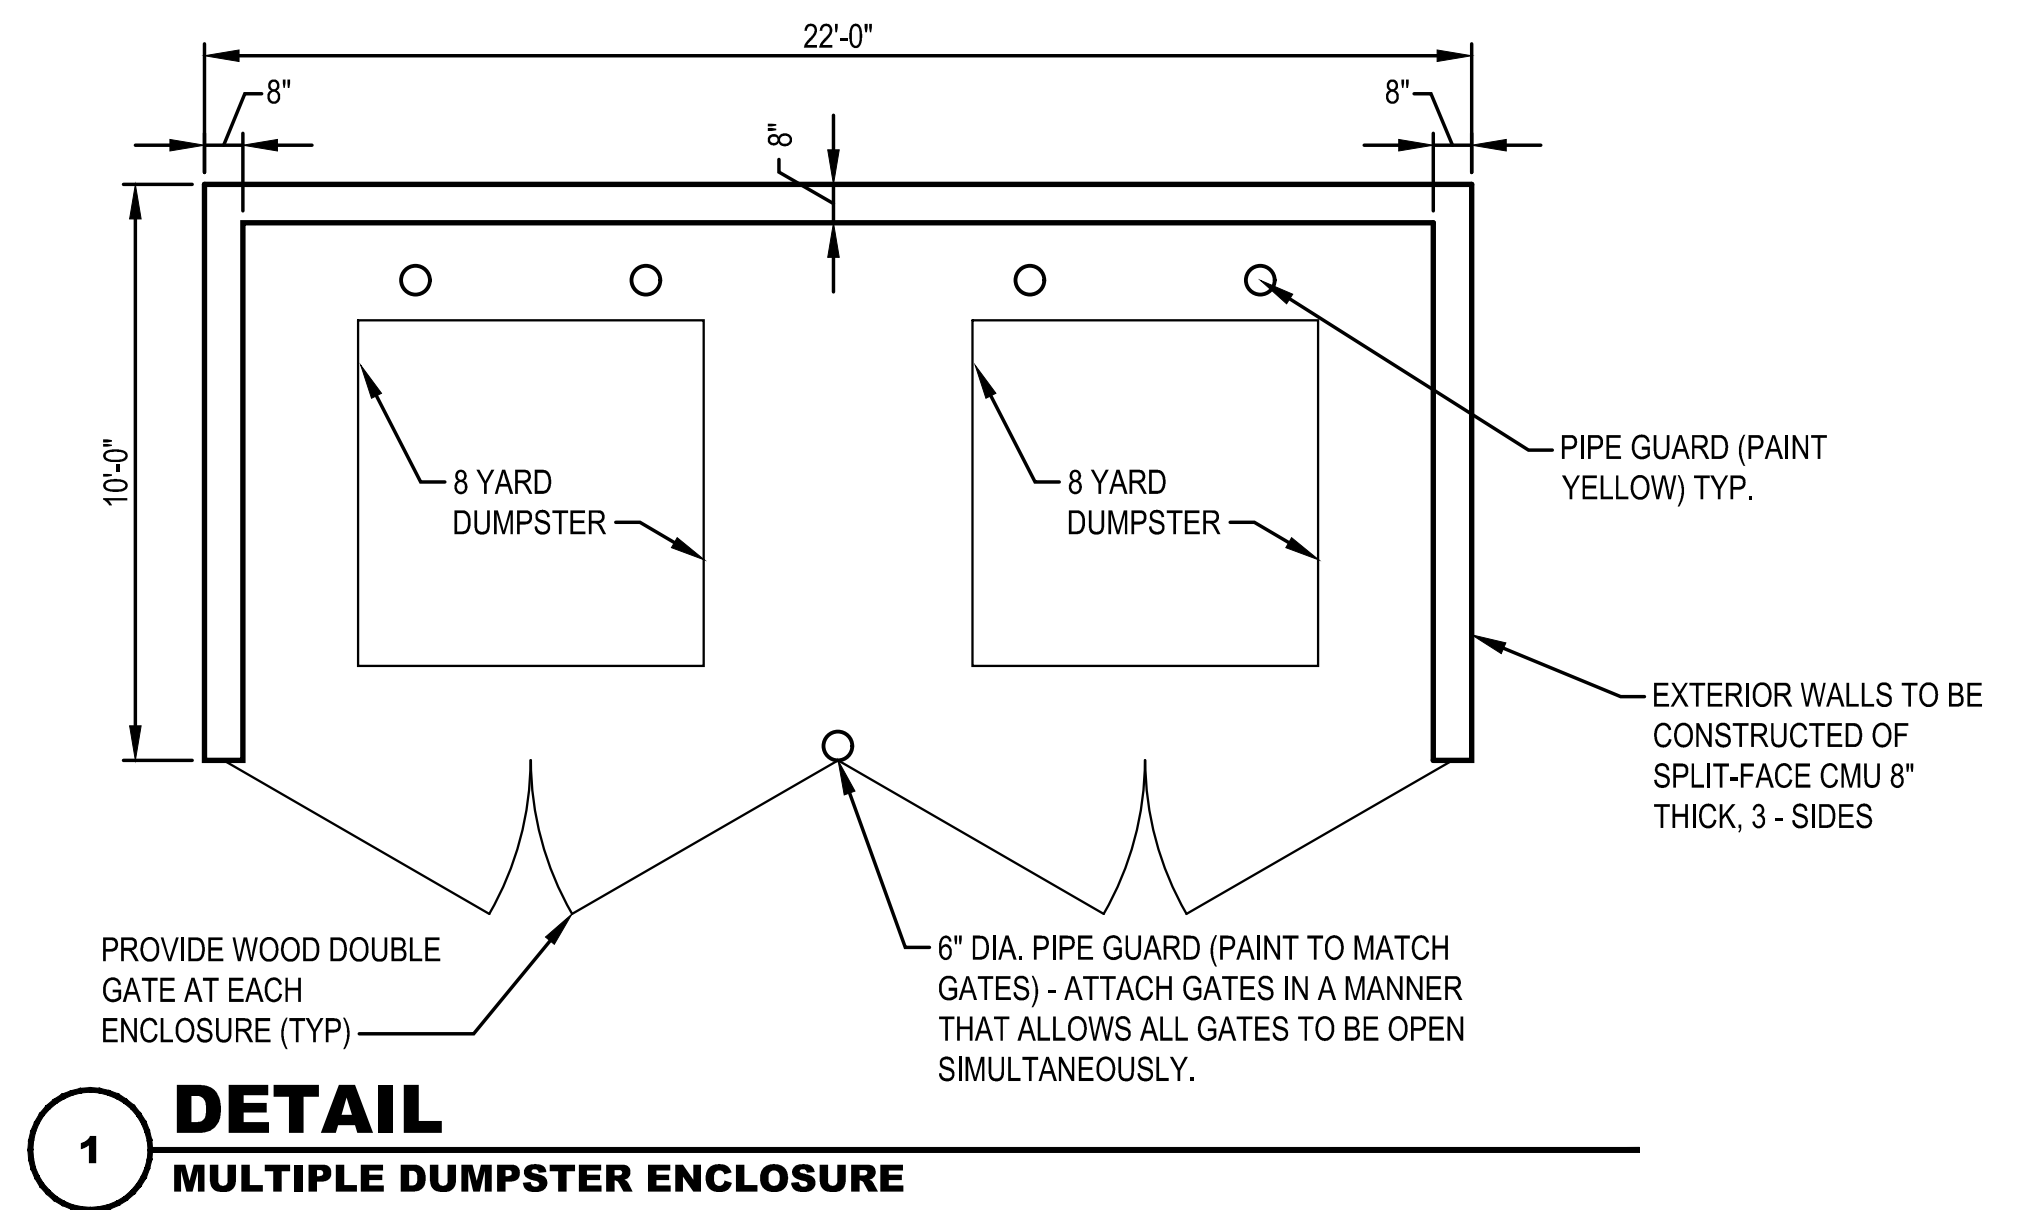 22'-0"
8"
8"
8"
10'-0"
8 YARD
DUMPSTER
8 YARD
DUMPSTER
PIPE GUARD (PAINT
YELLOW) TYP.
EXTERIOR WALLS TO BE
CONSTRUCTED OF
SPLIT-FACE CMU 8"
THICK, 3 - SIDES
PROVIDE WOOD DOUBLE
GATE AT EACH
ENCLOSURE (TYP)
6" DIA. PIPE GUARD (PAINT TO MATCH
GATES) - ATTACH GATES IN A MANNER
THAT ALLOWS ALL GATES TO BE OPEN
SIMULTANEOUSLY.
1
DETAIL
MULTIPLE DUMPSTER ENCLOSURE